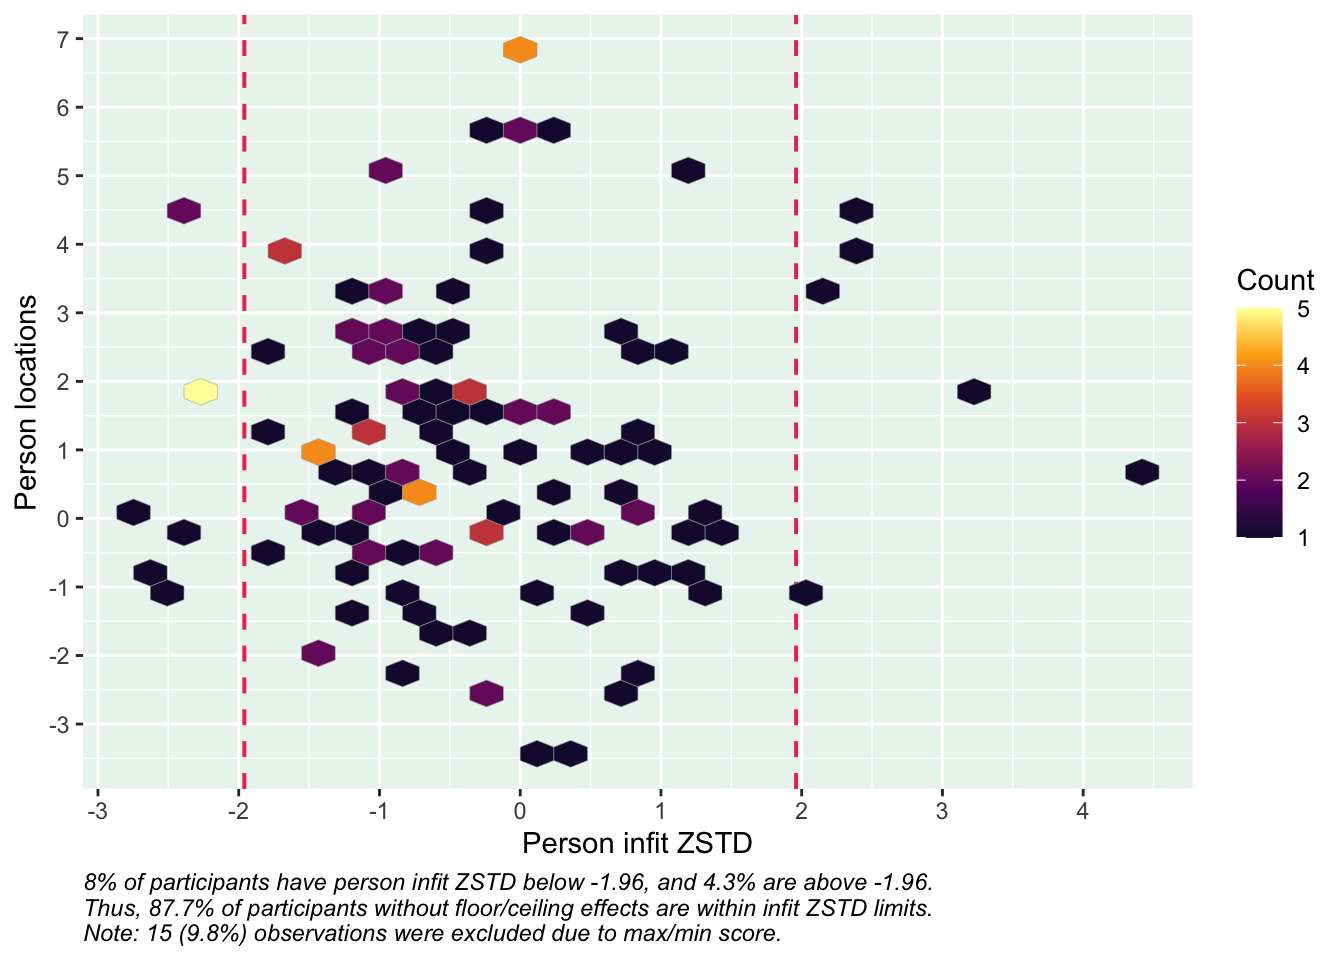 7
6
5
4
3
2
1
0
-1
-2
-3
Person locations
-3 -2 -1 0 1 2 3 4
Person infit ZSTD
Count
5
4
3
2
1
8% of participants have person infit ZSTD below -1.96, and 4.3% are above -1.96.
Thus, 87.7% of participants without floor/ceiling effects are within infit ZSTD limits.
Note: 15 (9.8%) observations were excluded due to max/min score.